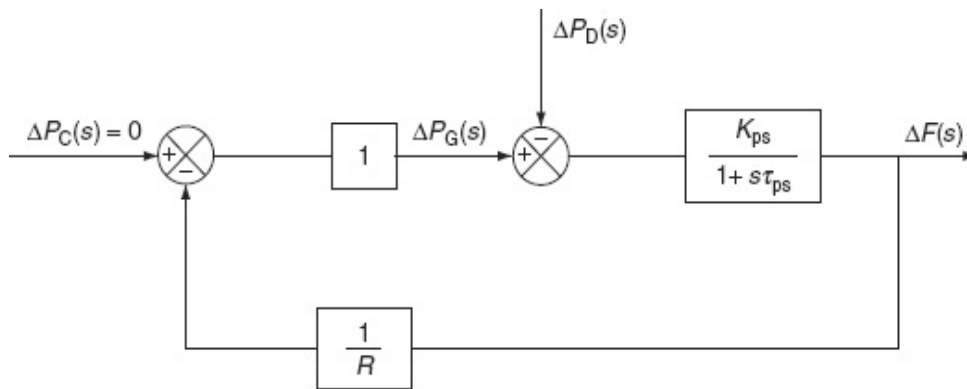 ΔP_D(s)
ΔP_C(s) = 0
+
−
1
ΔP_G(s)
−
+
K_ps
1 + sτ_ps
ΔF(s)
1
R